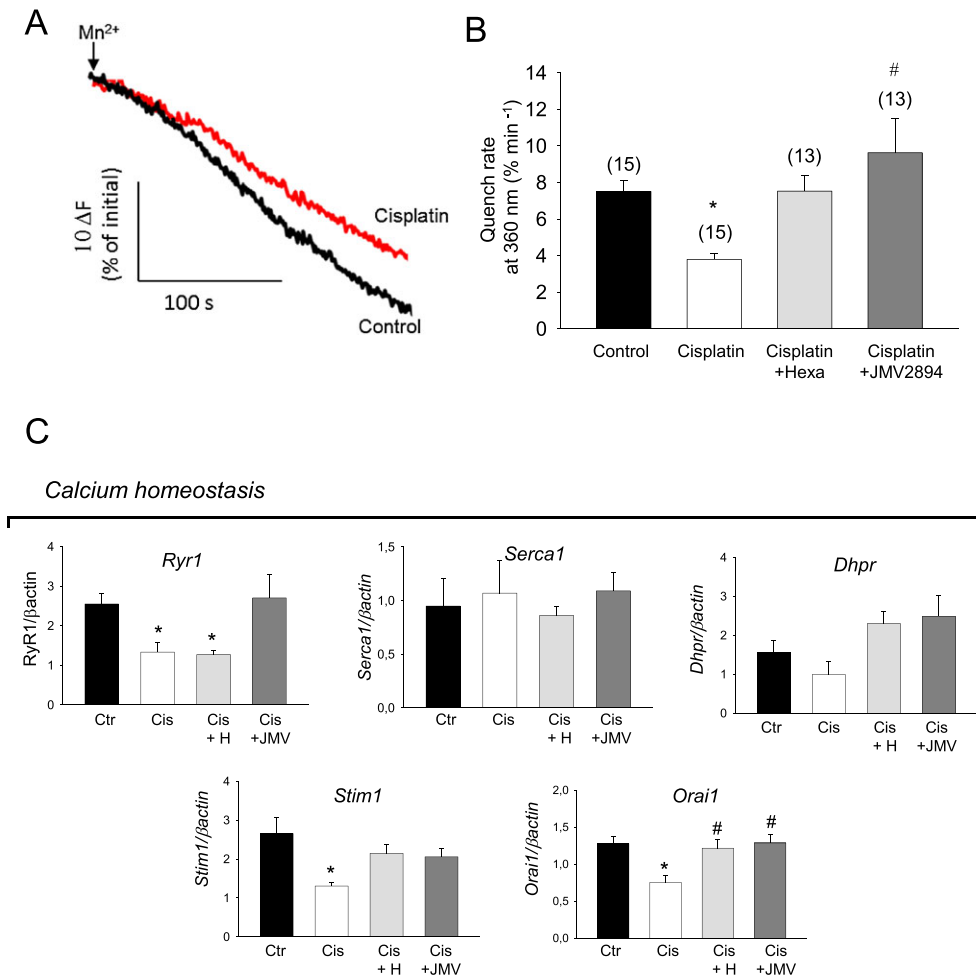 A
Mn²⁺
10 ΔF
(% of initial)
100 s
Cisplatin
Control
B
Quench rate
at 360 nm (% min ⁻¹)
14
12
10
8
6
4
2
0
(15)
*
(15)
(13)
#
(13)
Control
Cisplatin
Cisplatin
+Hexa
Cisplatin
+JMV2894
C
Calcium homeostasis
Ryr1
RyR1/βactin
4
3
2
1
0
*
*
Ctr
Cis
Cis
+ H
Cis
+JMV
Serca1
Serca1/βactin
1,5
1,0
0,5
0,0
Ctr
Cis
Cis
+ H
Cis
+JMV
Dhpr
Dhpr/βactin
4
3
2
1
0
Ctr
Cis
Cis
+ H
Cis
+JMV
Stim1
Stim1/βactin
4
3
2
1
0
*
Ctr
Cis
Cis
+ H
Cis
+JMV
Orai1
Orai1/βactin
2,0
1,5
1,0
0,5
0,0
*
#
#
Ctr
Cis
Cis
+ H
Cis
+JMV